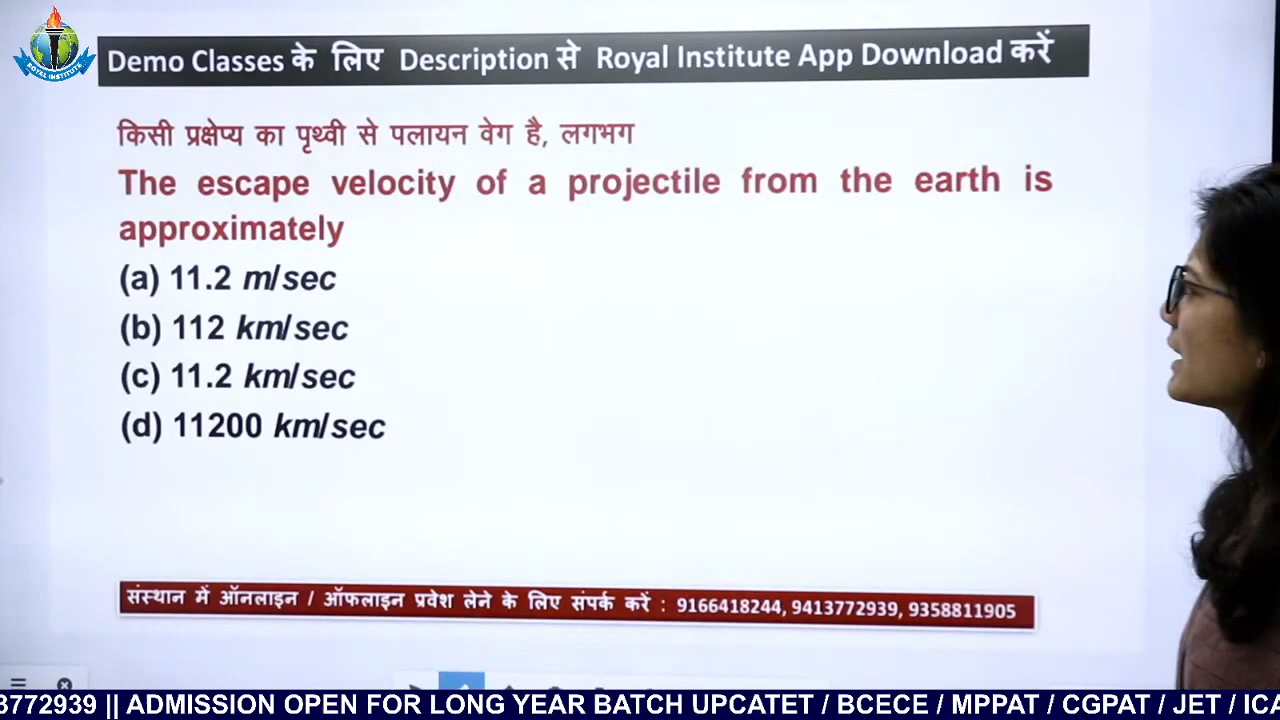 ROYAL INSTITUTE
Demo Classes के लिए Description से Royal Institute App Download करें
किसी प्रक्षेप्य का पृथ्वी से पलायन वेग है, लगभग
The escape velocity of a projectile from the earth is
approximately
(a) 11.2 m/sec
(b) 112 km/sec
(c) 11.2 km/sec
(d) 11200 km/sec
संस्थान में ऑनलाइन / ऑफलाइन प्रवेश लेने के लिए संपर्क करें : 9166418244, 9413772939, 9358811905
3772939 || ADMISSION OPEN FOR LONG YEAR BATCH UPCATET / BCECE / MPPAT / CGPAT / JET / ICA